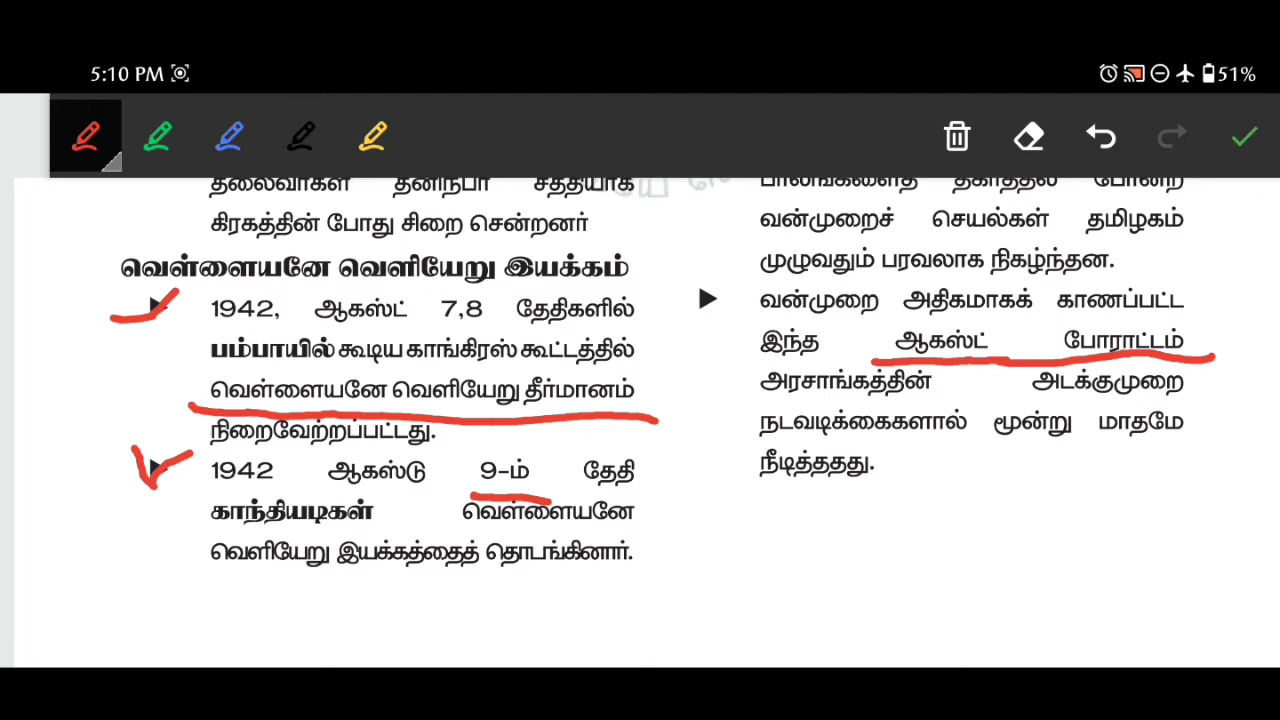 5:10 PM
51%
கிரகத்தின் போது சிறை சென்றனர்
வெள்ளையனே வெளியேறு இயக்கம்
1942, ஆகஸ்ட் 7,8 தேதிகளில்
பம்பாயில் கூடிய காங்கிரஸ் கூட்டத்தில்
வெள்ளையனே வெளியேறு தீர்மானம்
நிறைவேற்றப்பட்டது.
1942 ஆகஸ்டு 9-ம் தேதி
காந்தியடிகள் வெள்ளையனே
வெளியேறு இயக்கத்தைத் தொடங்கினார்.
வன்முறைச் செயல்கள் தமிழகம்
முழுவதும் பரவலாக நிகழ்ந்தன.
வன்முறை அதிகமாகக் காணப்பட்ட
இந்த ஆகஸ்ட் போராட்டம்
அரசாங்கத்தின் அடக்குமுறை
நடவடிக்கைகளால் மூன்று மாதமே
நீடித்ததது.